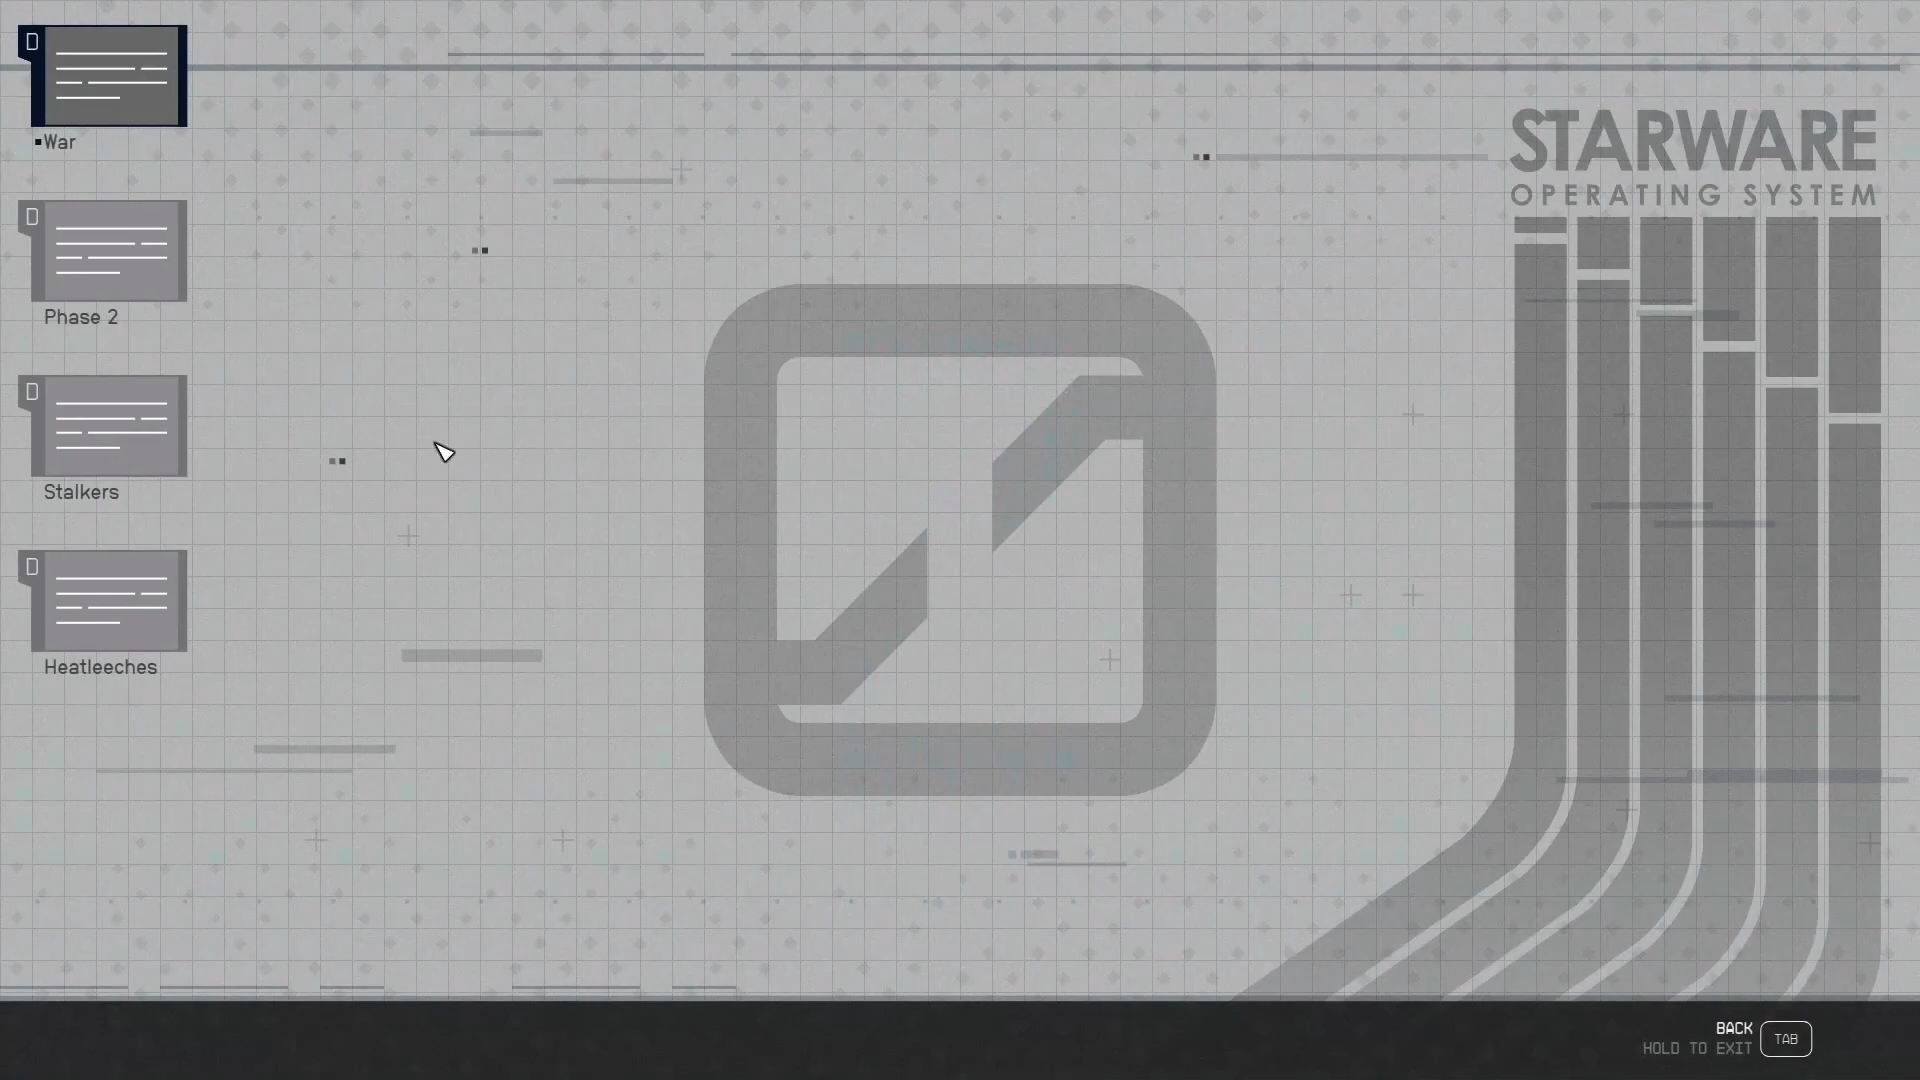 War
Phase 2
Stalkers
Heatleeches
STARWARE
OPERATING SYSTEM
BACK
HOLD TO EXIT
TAB